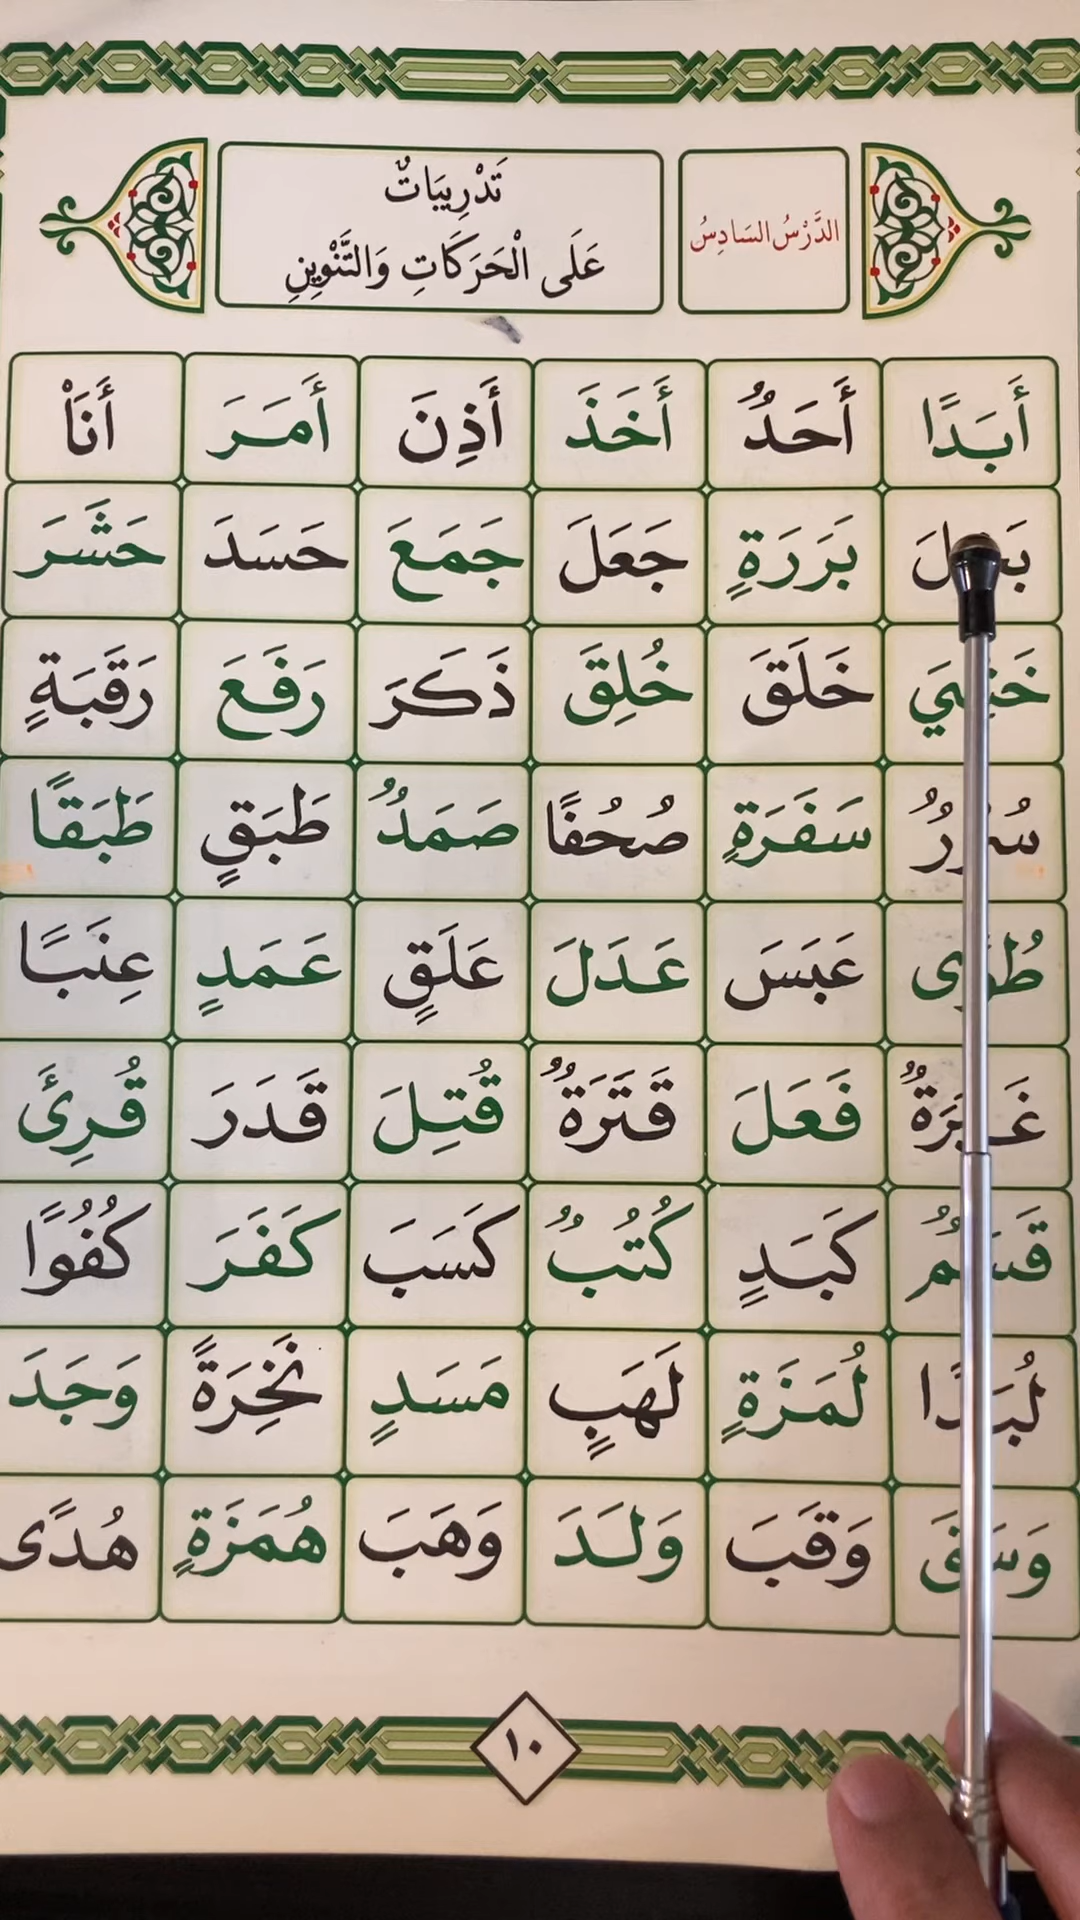 الدَّرْسُ السَّادِسُ
تَدْرِيبَاتٌ
عَلَى الْحَرَكَاتِ وَالتَّنْوِينِ
أَبَدًا أَحَدٌ أَخَذَ أَذِنَ أَمَرَ أَنَا۠
بَرَرَةٍ جَعَلَ جَمَعَ حَسَدَ حَشَرَ
خَلَقَ خُلِقَ ذَكَرَ رَفَعَ رَقَبَةٍ
سَفَرَةٍ صُحُفًا صَمَدٌ طَبَقٍ طَبَقًا
طُوًى عَبَسَ عَدَلَ عَلَقٍ عَمَدٍ عِنَبًا
غَبَرَةٌ فَعَلَ قَتَرَةٌ قُتِلَ قَدَرَ قُرِئَ
كَبَدٍ كُتُبٌ كَسَبَ كَفَرَ كُفُوًا
لُبَدًا لُمَزَةٍ لَهَبٍ مَسَدٍ نَخِرَةً وَجَدَ
وَسَقَ وَقَبَ وَلَدَ وَهَبَ هُمَزَةٍ هُدًى
١٠